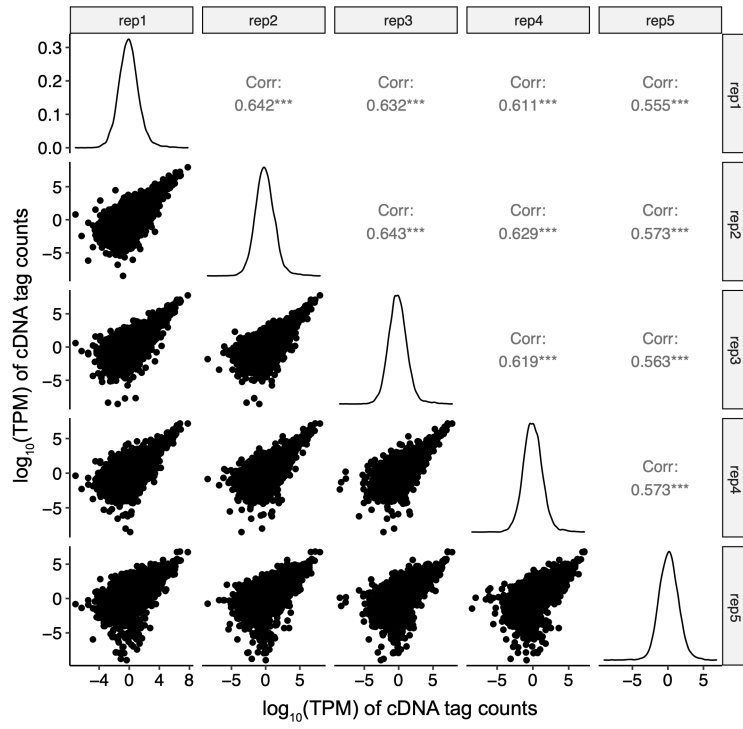 rep1 rep2 rep3 rep4 rep5
0.3
0.2
0.1
0.0
Corr:
0.642***
Corr:
0.632***
Corr:
0.611***
Corr:
0.555***
rep1
5
0
−5
Corr:
0.643***
Corr:
0.629***
Corr:
0.573***
rep2
5
0
−5
Corr:
0.619***
Corr:
0.563***
rep3
5
0
−5
Corr:
0.573***
rep4
5
0
−5
rep5
−4 0 4 8 −5 0 5 −5 0 5 −5 0 5 −5 0 5
log₁₀(TPM) of cDNA tag counts
log₁₀(TPM) of cDNA tag counts